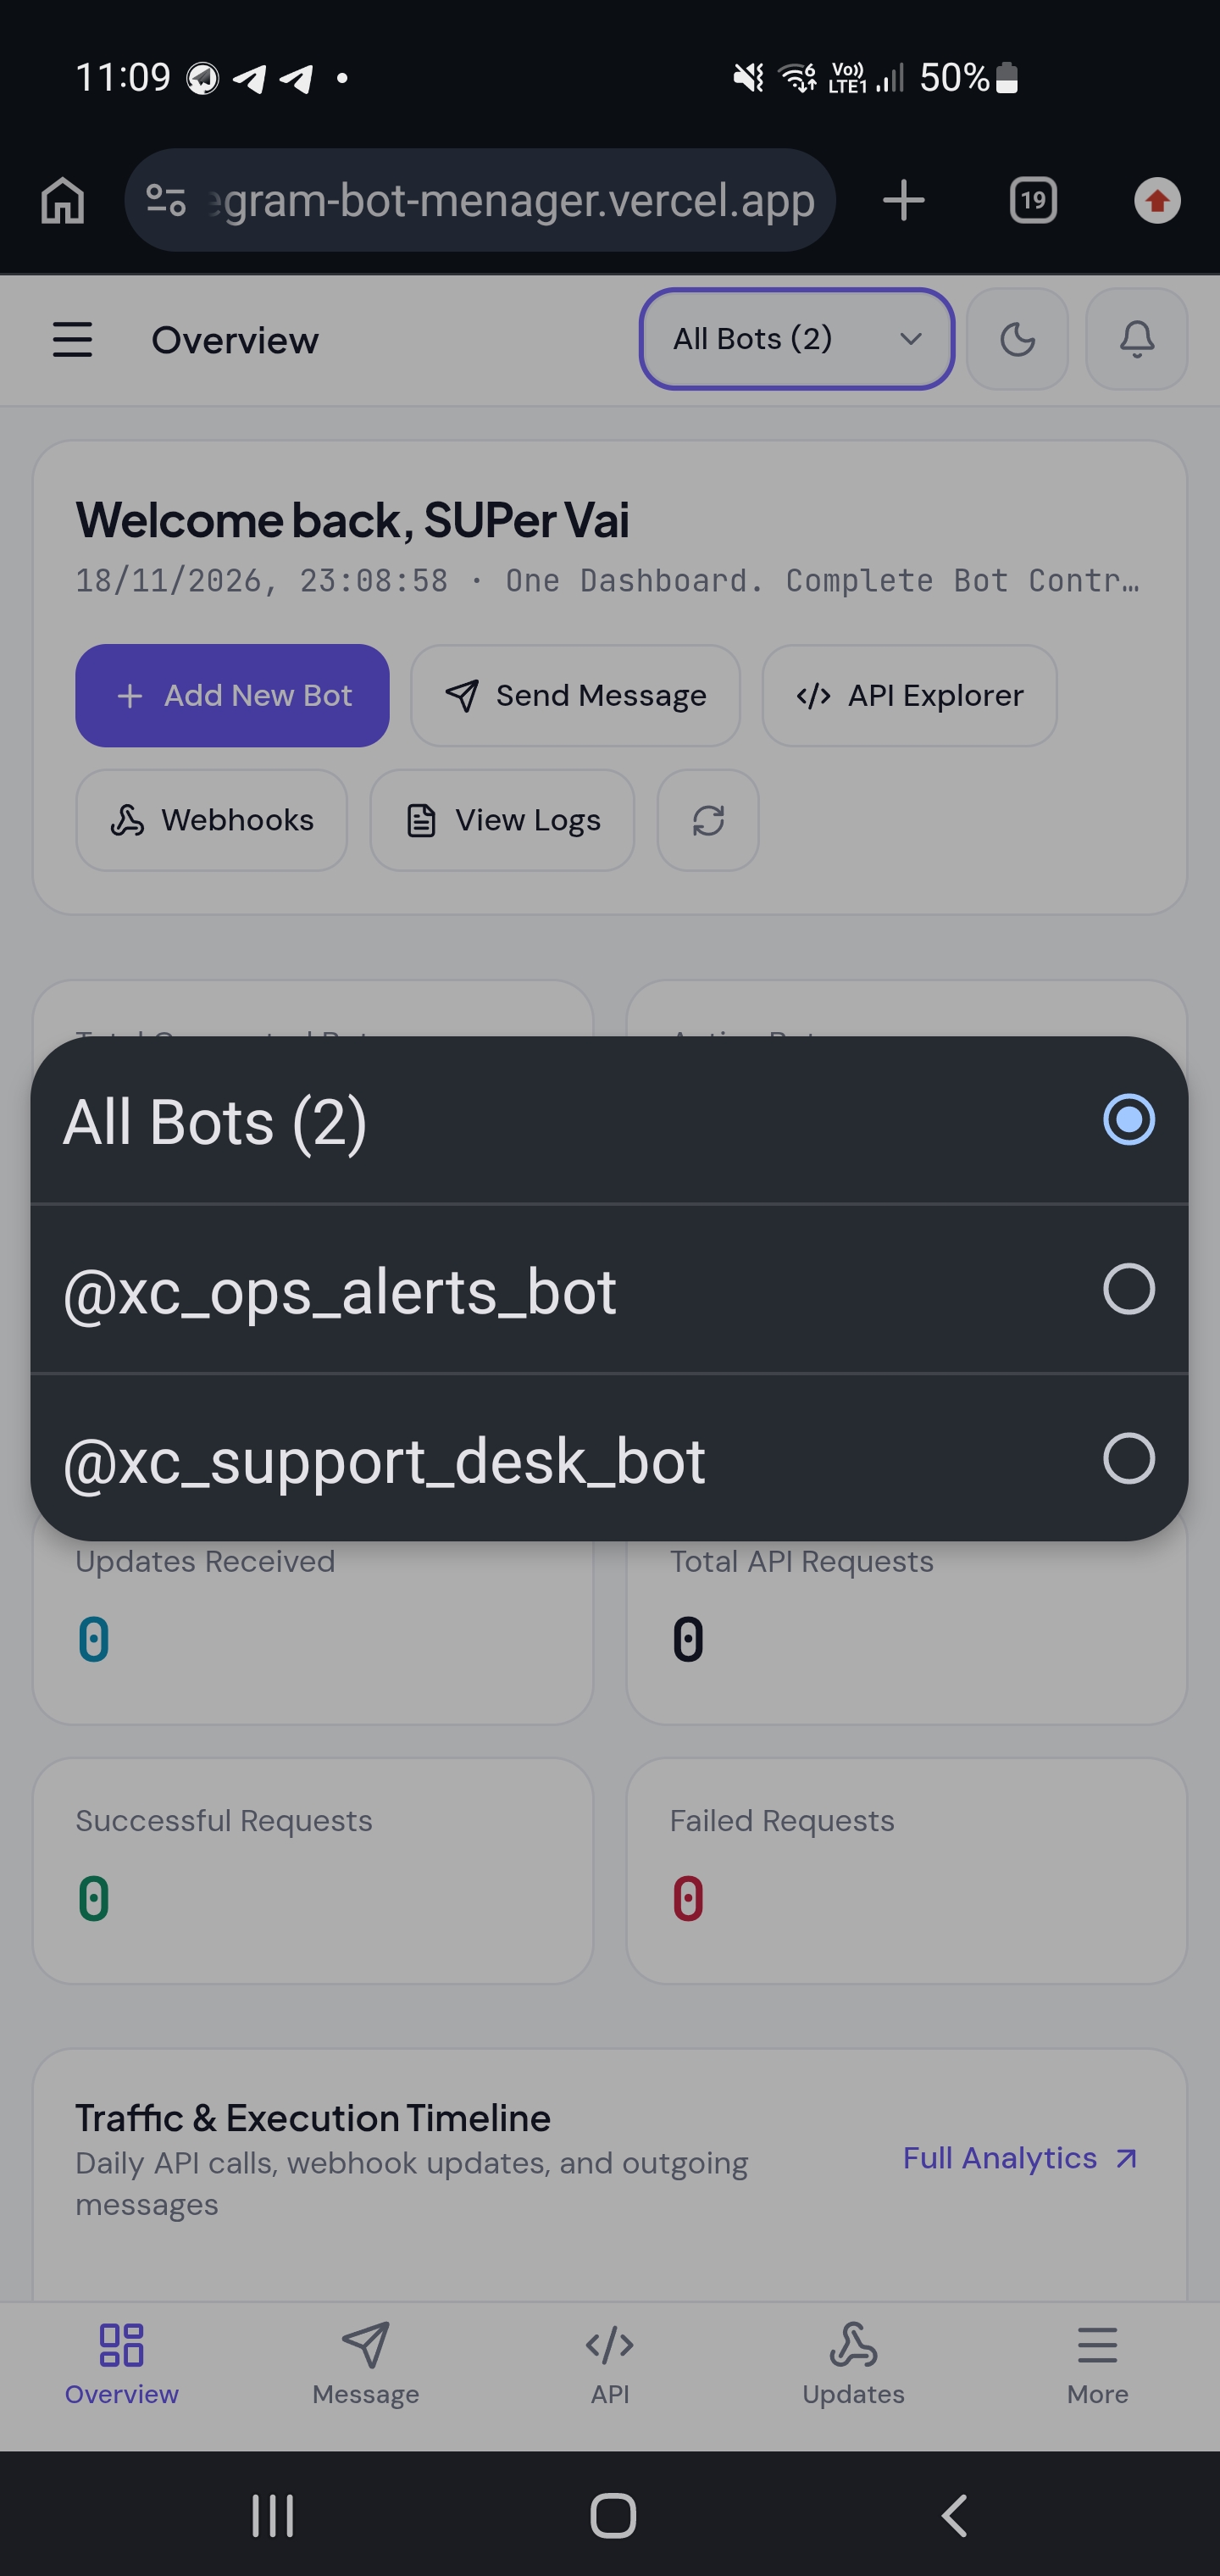 11:09
Vo))
LTE1
50%
egram-bot-menager.vercel.app
19
Overview
All Bots (2)
Welcome back, SUPer Vai
18/11/2026, 23:08:58 · One Dashboard. Complete Bot Contr…
Add New Bot
Send Message
API Explorer
Webhooks
View Logs
All Bots (2)
@xc_ops_alerts_bot
@xc_support_desk_bot
Updates Received
Total API Requests
0
0
Successful Requests
Failed Requests
0
0
Traffic & Execution Timeline
Daily API calls, webhook updates, and outgoing
messages
Full Analytics
Overview
Message
API
Updates
More